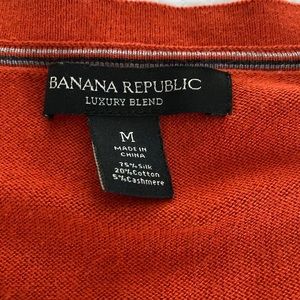 BANANA REPUBLIC
LUXURY BLEND
M
MADE IN
CHINA
75% Silk
20% Cotton
5% Cashmere